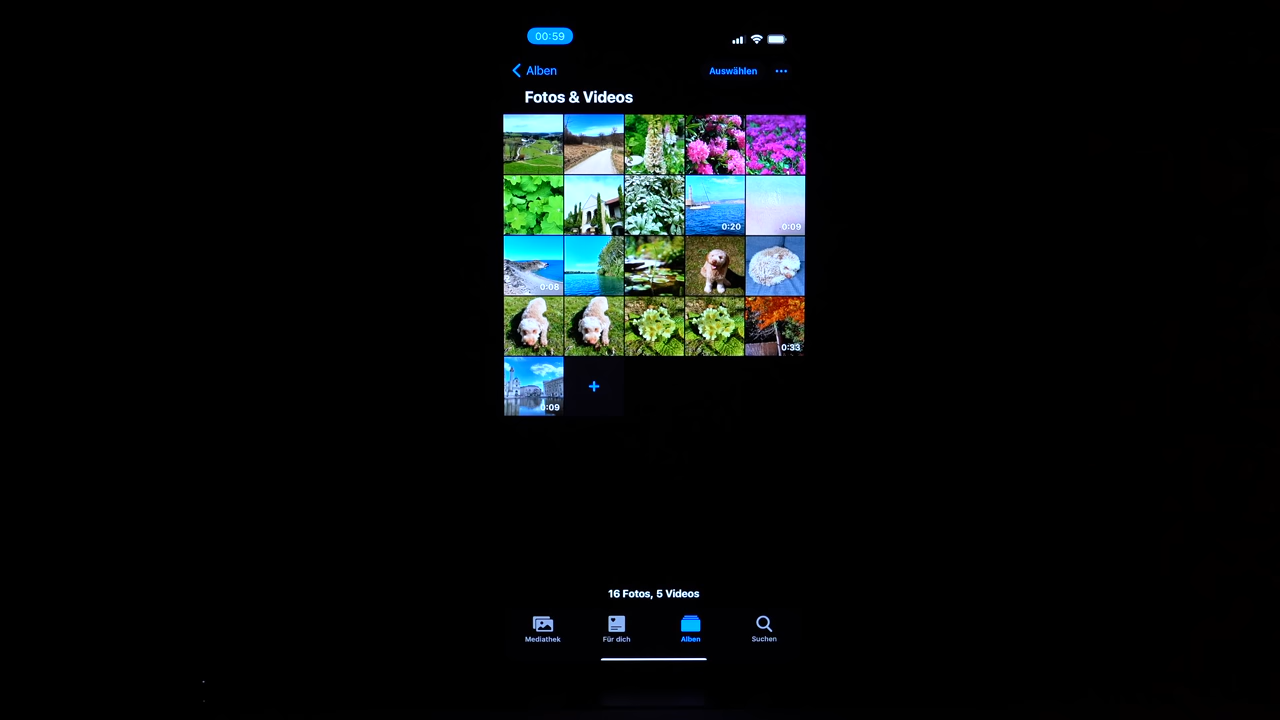 00:59
Alben
Auswählen
Fotos & Videos
0:20
0:09
0:08
0:33
0:09
16 Fotos, 5 Videos
Mediathek
Für dich
Alben
Suchen